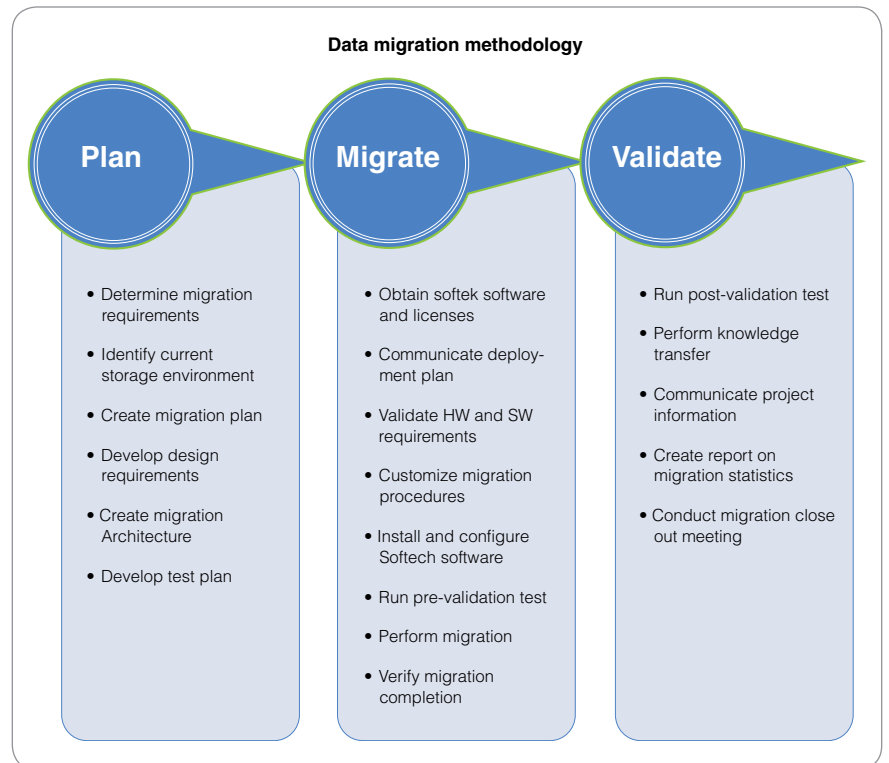 Data migration methodology
Plan
• Determine migration
requirements
• Identify current
storage environment
• Create migration plan
• Develop design
requirements
• Create migration
Architecture
• Develop test plan
Migrate
• Obtain softek software
and licenses
• Communicate deploy-
ment plan
• Validate HW and SW
requirements
• Customize migration
procedures
• Install and configure
Softech software
• Run pre-validation test
• Perform migration
• Verify migration
completion
Validate
• Run post-validation test
• Perform knowledge
transfer
• Communicate project
information
• Create report on
migration statistics
• Conduct migration close
out meeting